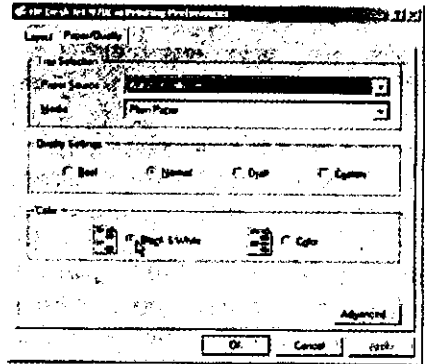 Printing Preferences
Layout Paper/Quality
Tray Selection
Paper Source
Media Plain Paper
Quality Settings
Best Normal Draft Custom
Color
Black & White Color
Advanced...
OK Cancel Apply